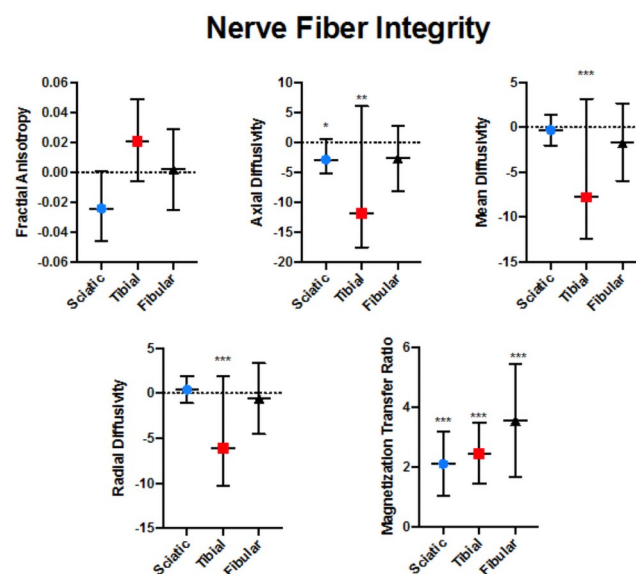 Nerve Fiber Integrity
Fractial Anisotropy
0.06
0.04
0.02
0.00
-0.02
-0.04
-0.06
Sciatic
Tibial
Fibular
Axial Diffusivity
10
5
0
-5
-10
-15
-20
*
**
Sciatic
Tibial
Fibular
Mean Diffusivity
5
0
-5
-10
-15
***
Sciatic
Tibial
Fibular
Radial Diffusivity
5
0
-5
-10
-15
***
Sciatic
Tibial
Fibular
Magnetization Transfer Ratio
6
4
2
0
***
***
***
Sciatic
Tibial
Fibular